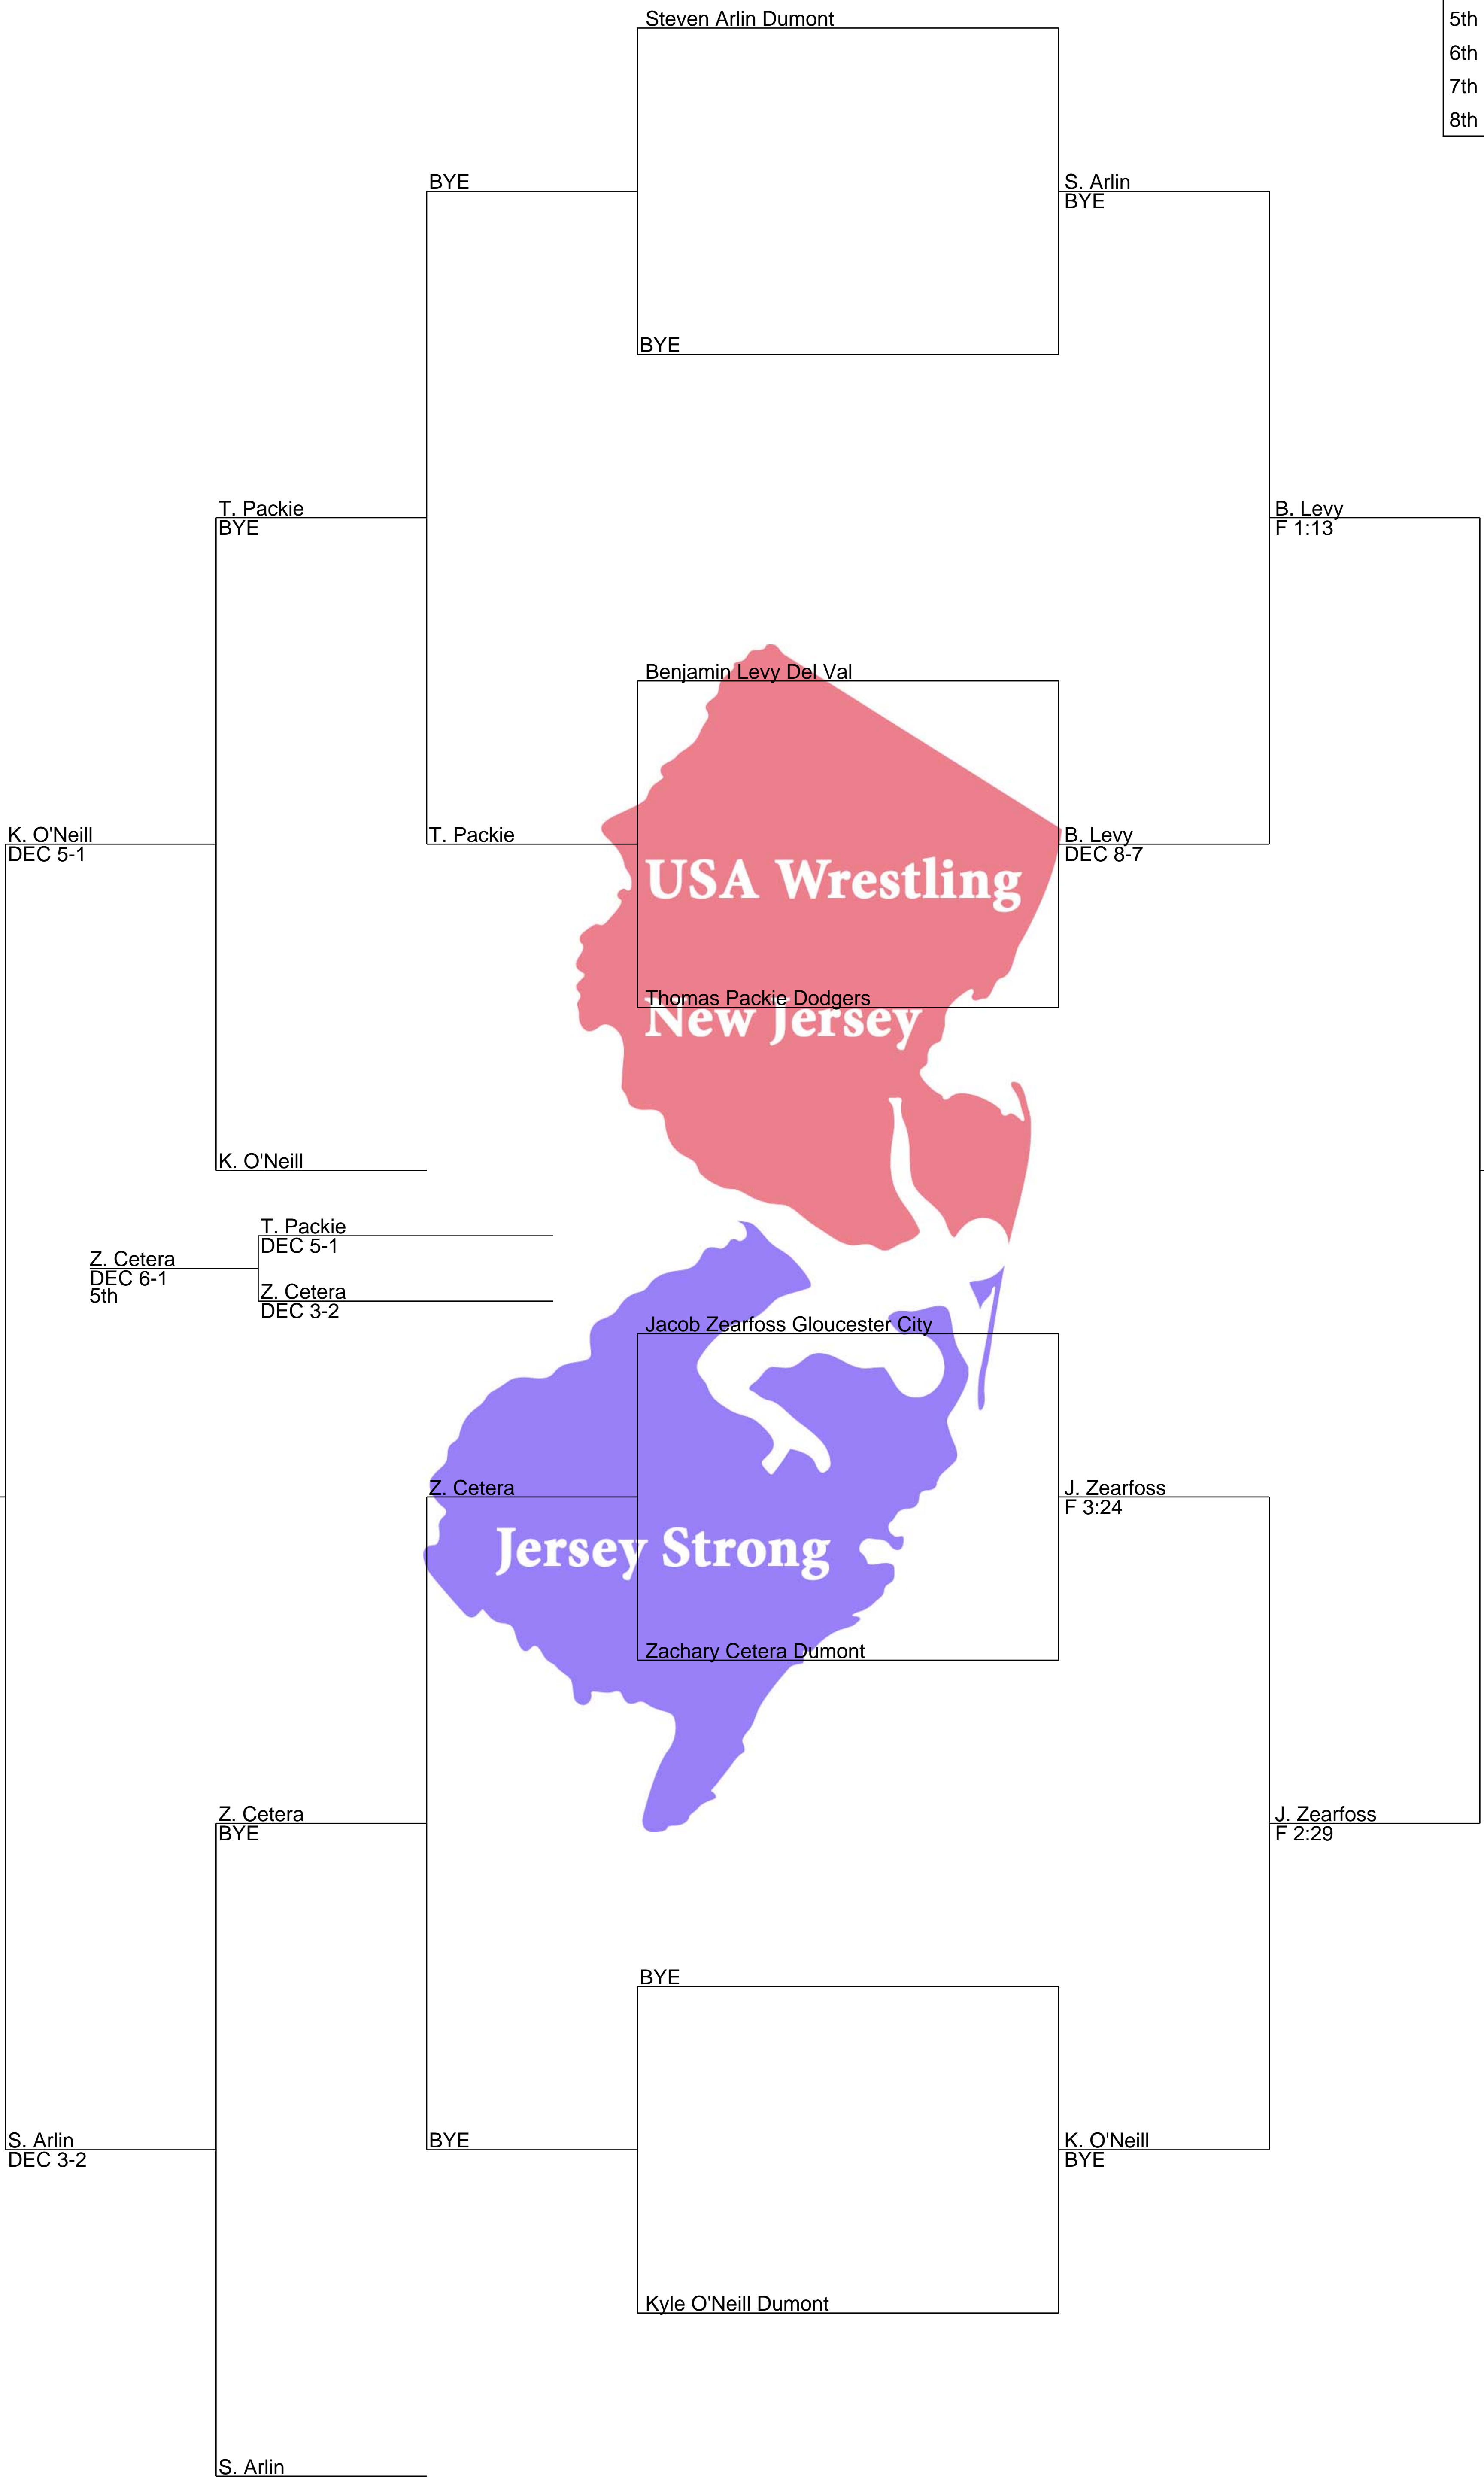 Steven Arlin Dumont
5th
6th
7th
8th
BYE
S. Arlin
BYE
BYE
T. Packie
BYE
B. Levy
F 1:13
Benjamin Levy Del Val
K. O'Neill
DEC 5-1
T. Packie
B. Levy
DEC 8-7
USA Wrestling
Thomas Packie Dodgers
New Jersey
K. O'Neill
T. Packie
DEC 5-1
Z. Cetera
DEC 6-1
5th
Z. Cetera
DEC 3-2
Jacob Zearfoss Gloucester City
Z. Cetera
J. Zearfoss
F 3:24
Jersey Strong
Zachary Cetera Dumont
Z. Cetera
BYE
J. Zearfoss
F 2:29
BYE
S. Arlin
DEC 3-2
BYE
K. O'Neill
BYE
Kyle O'Neill Dumont
S. Arlin